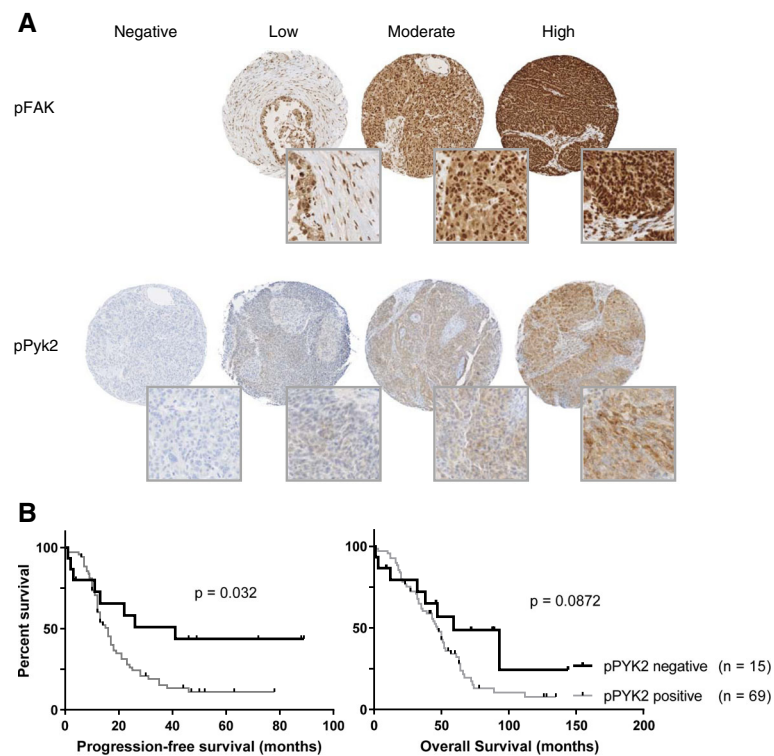 A
Negative Low Moderate High
pFAK
pPyk2
B
100
50
0
Percent survival
p = 0.032
0 20 40 60 80 100
Progression-free survival (months)
100
50
0
p = 0.0872
pPYK2 negative (n = 15)
pPYK2 positive (n = 69)
0 50 100 150 200
Overall Survival (months)